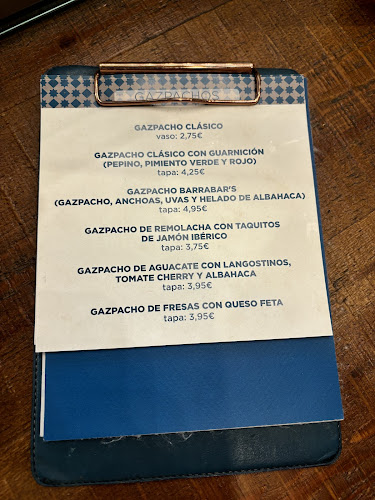 GAZPACHOS
GAZPACHO CLÁSICO
vaso: 2,75€
GAZPACHO CLÁSICO CON GUARNICIÓN
(PEPINO, PIMIENTO VERDE Y ROJO)
tapa: 4,25€
GAZPACHO BARRABAR'S
(GAZPACHO, ANCHOAS, UVAS Y HELADO DE ALBAHACA)
tapa: 4,95€
GAZPACHO DE REMOLACHA CON TAQUITOS
DE JAMÓN IBÉRICO
tapa: 3,75€
GAZPACHO DE AGUACATE CON LANGOSTINOS,
TOMATE CHERRY Y ALBAHACA
tapa: 3,95€
GAZPACHO DE FRESAS CON QUESO FETA
tapa: 3,95€